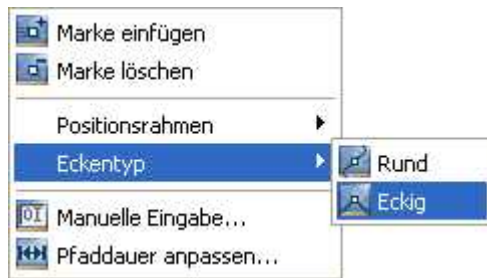 Marke einfügen
Marke löschen
Positionsrahmen
Eckentyp
Rund
Eckig
Manuelle Eingabe...
Pfaddauer anpassen...